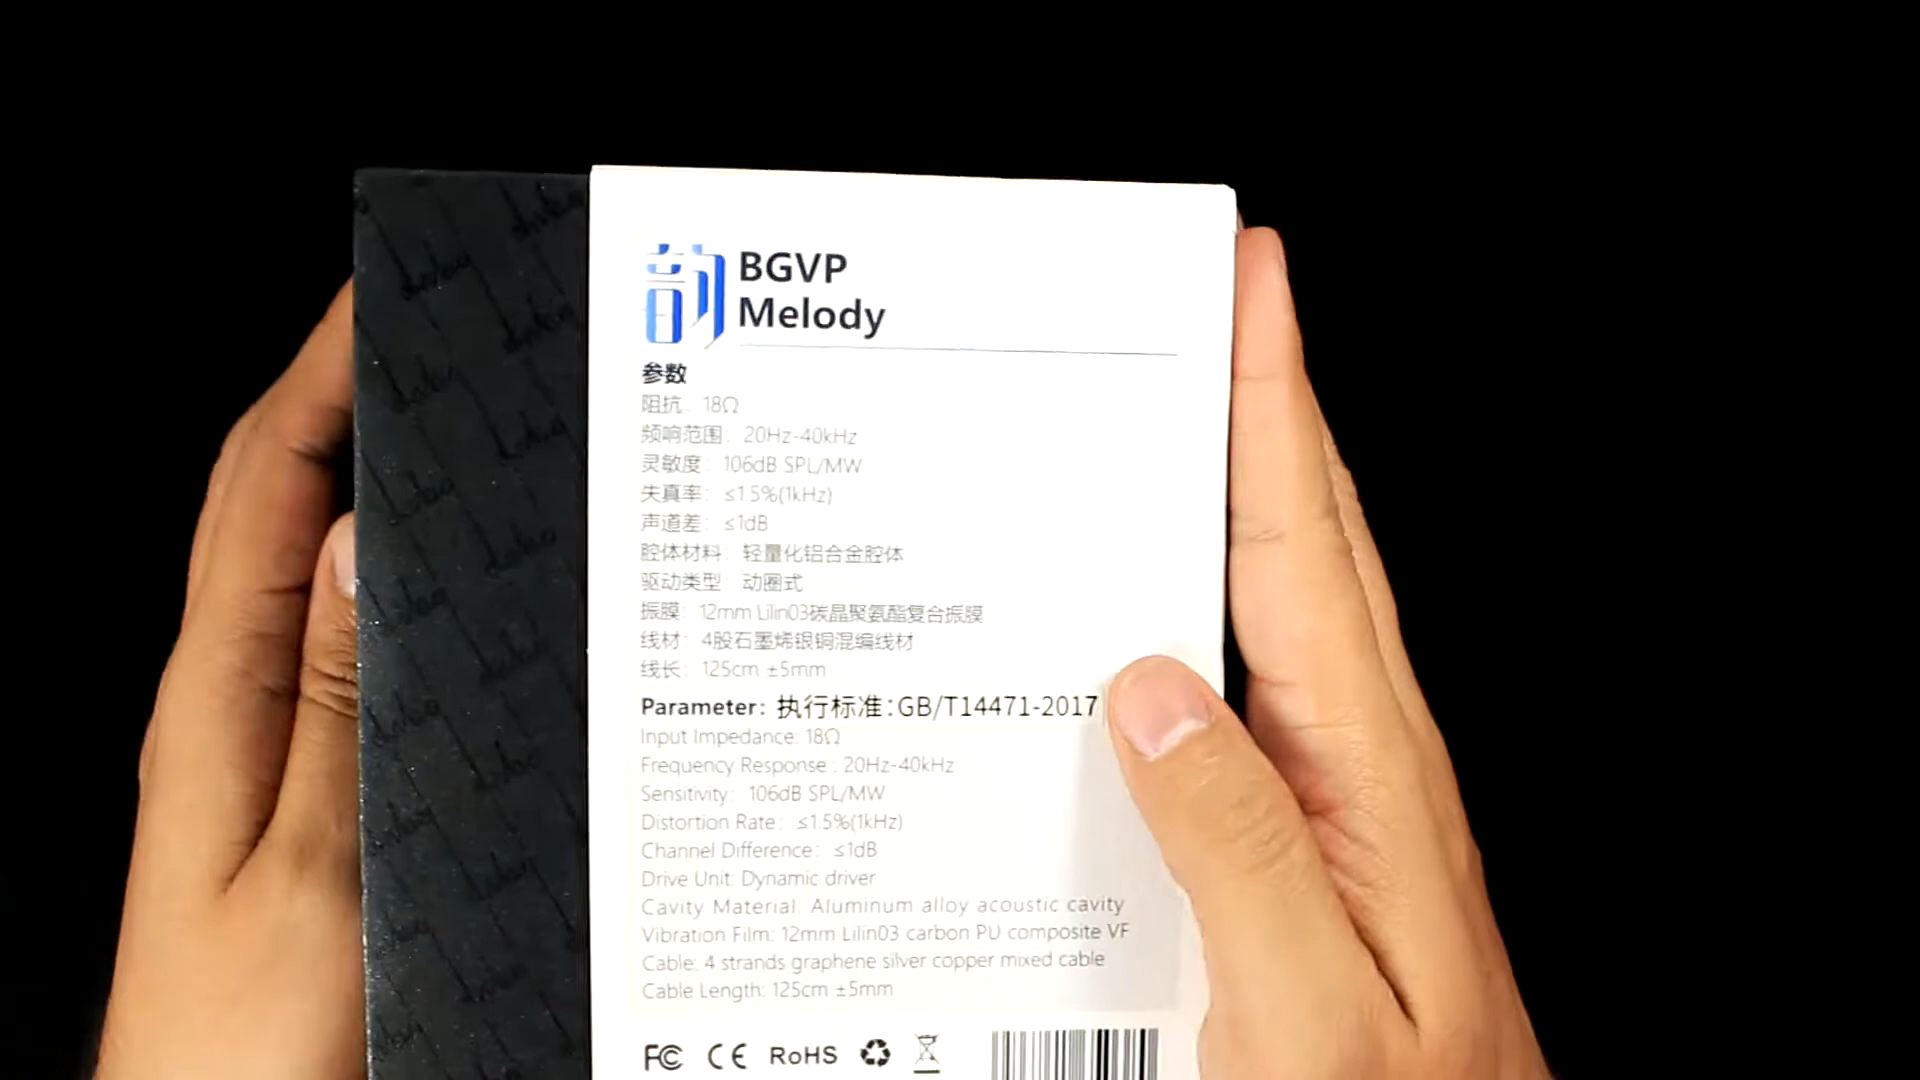 韵
BGVP
Melody
参数
阻抗: 18Ω
频响范围: 20Hz-40kHz
灵敏度: 106dB SPL/MW
失真率: ≤1.5%(1kHz)
声道差: ≤1dB
腔体材料: 轻量化铝合金腔体
驱动类型: 动圈式
振膜: 12mm Lilin03碳晶聚氨酯复合振膜
线材: 4股石墨烯银铜混编线材
线长: 125cm ±5mm
Parameter: 执行标准:GB/T14471-2017
Input Impedance: 18Ω
Frequency Response : 20Hz-40kHz
Sensitivity: 106dB SPL/MW
Distortion Rate: ≤1.5%(1kHz)
Channel Difference: ≤1dB
Drive Unit: Dynamic driver
Cavity Material: Aluminum alloy acoustic cavity
Vibration Film: 12mm Lilin03 carbon PU composite VF
Cable: 4 strands graphene silver copper mixed cable
Cable Length: 125cm ±5mm
FC CE RoHS